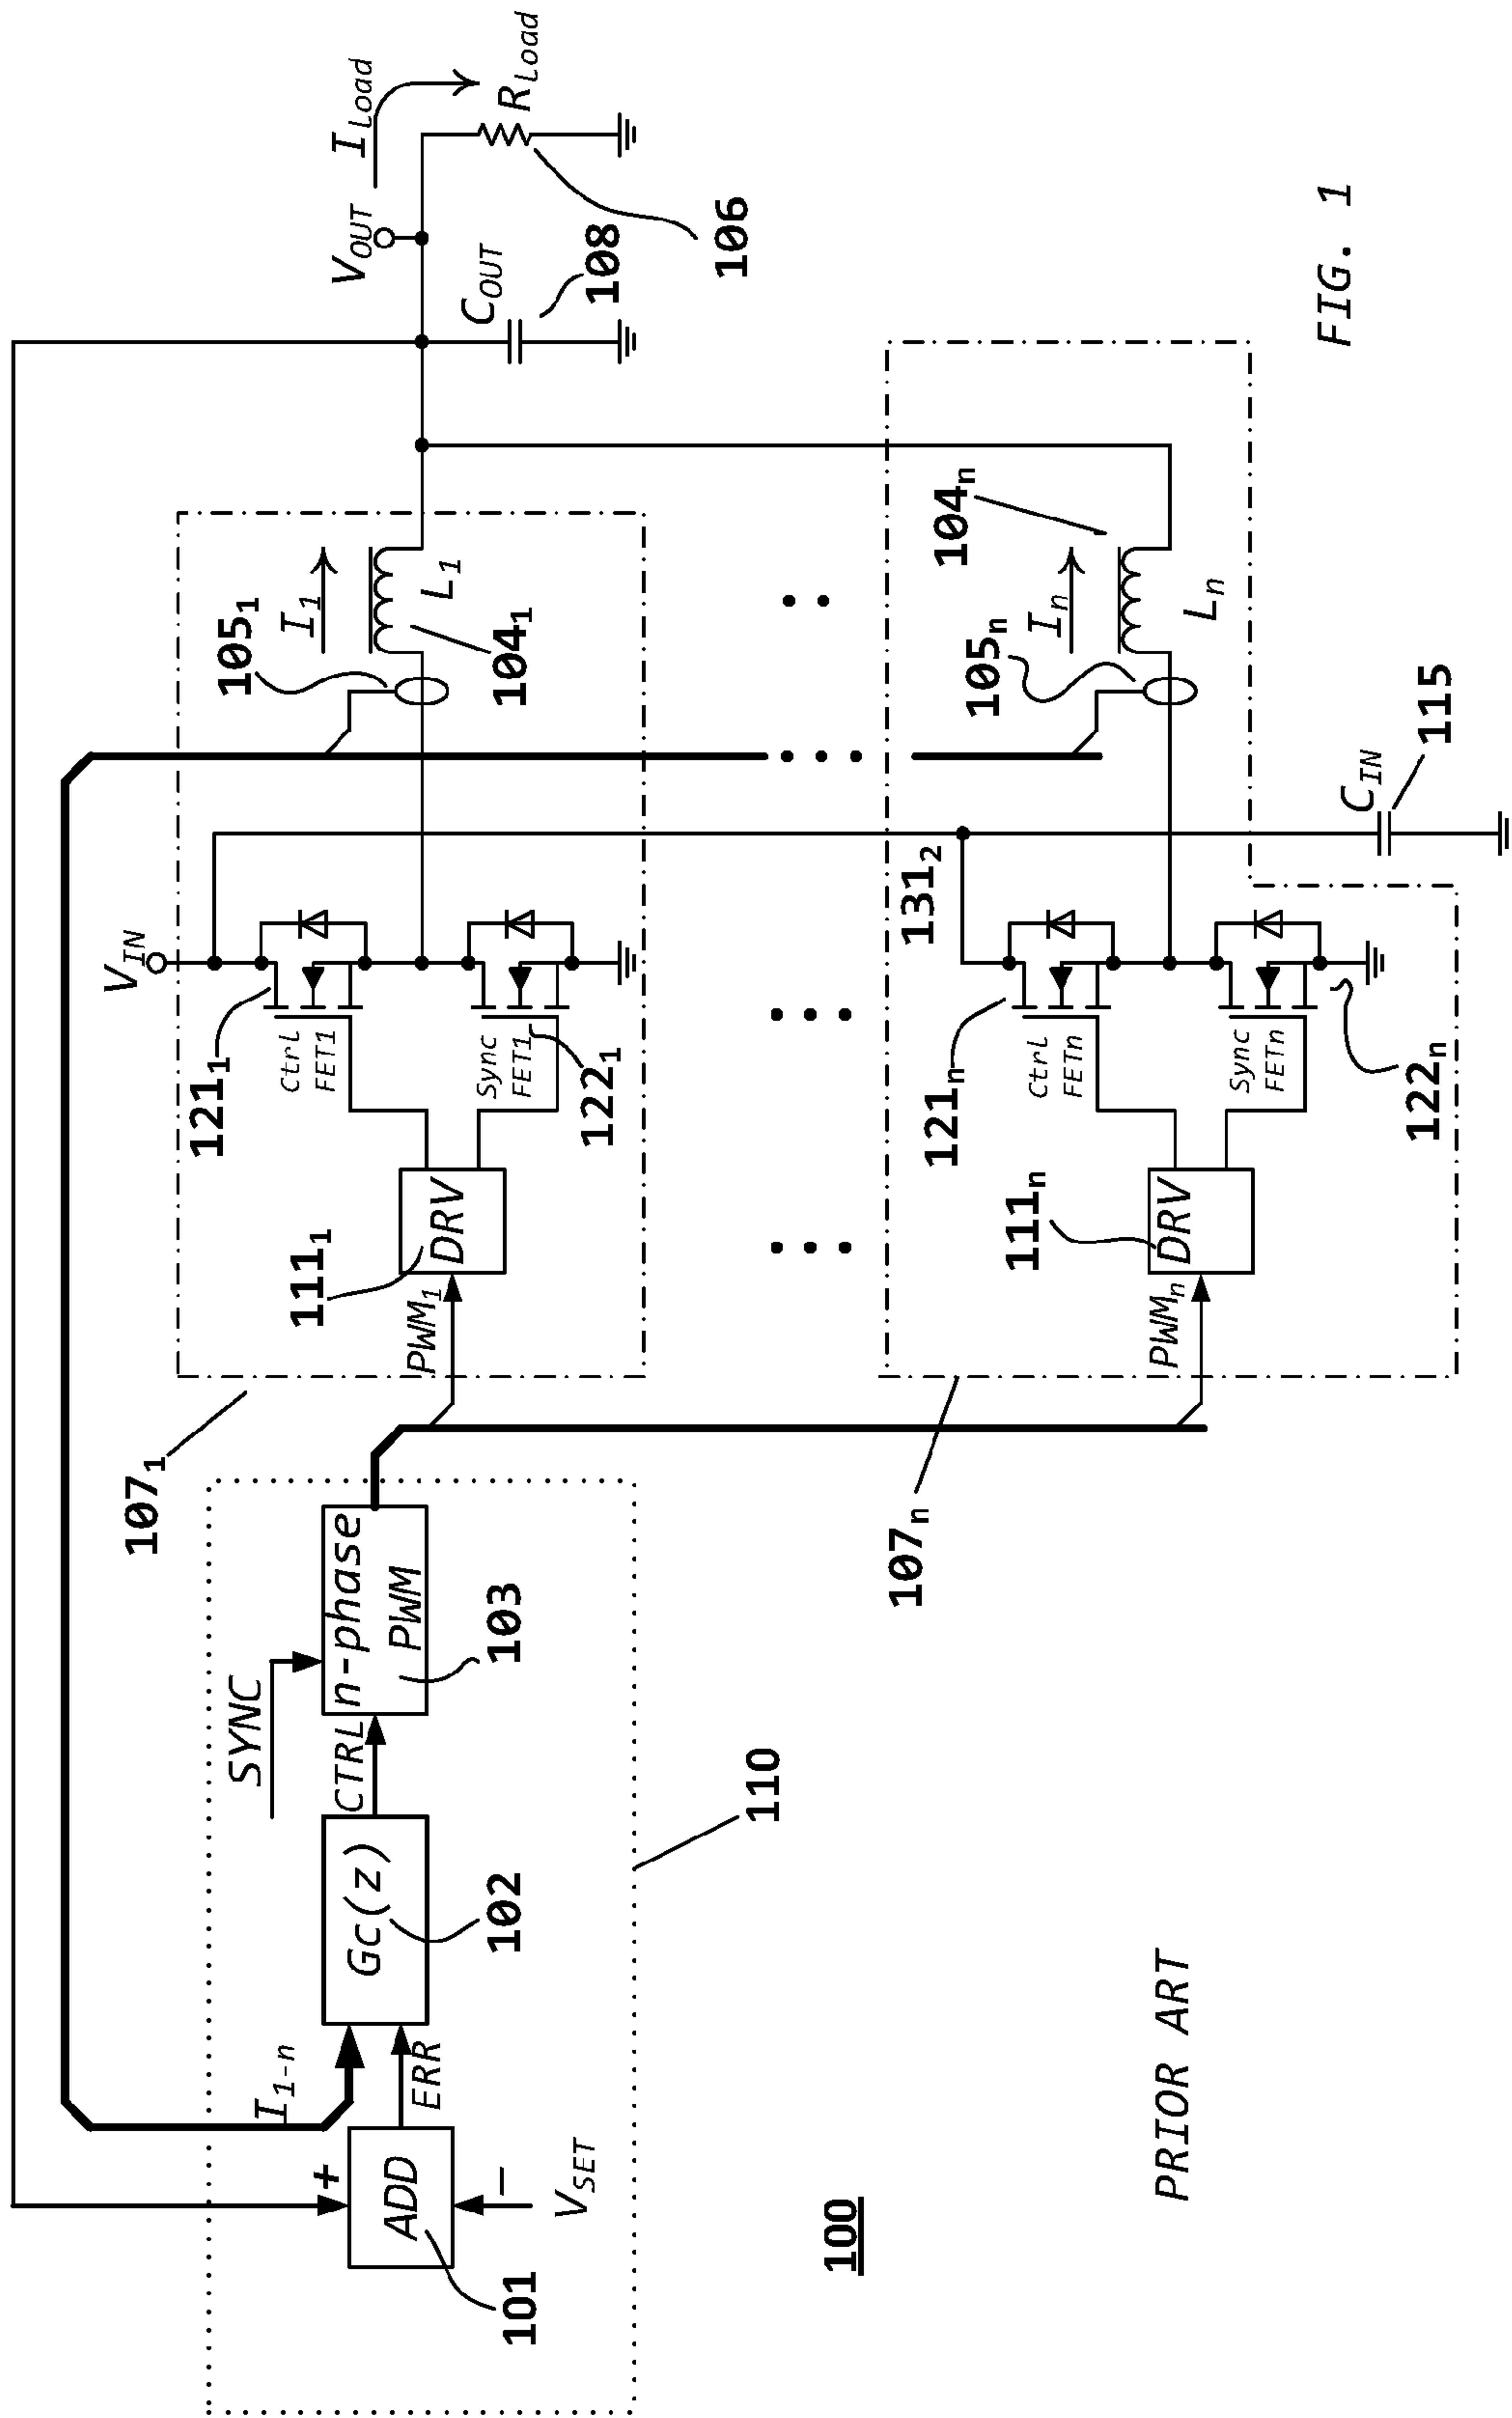 V_IN
V_OUT
I_Load
R_Load
106
C_OUT
108
107_1
121_1
Ctrl
FET1
Sync
FET1
122_1
105_1
I_1
L_1
104_1
111_1
DRV
PWM_1
SYNC
I_1-n
+
ADD
101
−
V_SET
ERR
Gc(z)
102
CTRL
n-phase
PWM
103
110
107_n
131_2
121_n
Ctrl
FETn
Sync
FETn
122_n
105_n
I_n
L_n
104_n
111_n
DRV
PWM_n
C_IN
115
100
PRIOR ART
FIG. 1